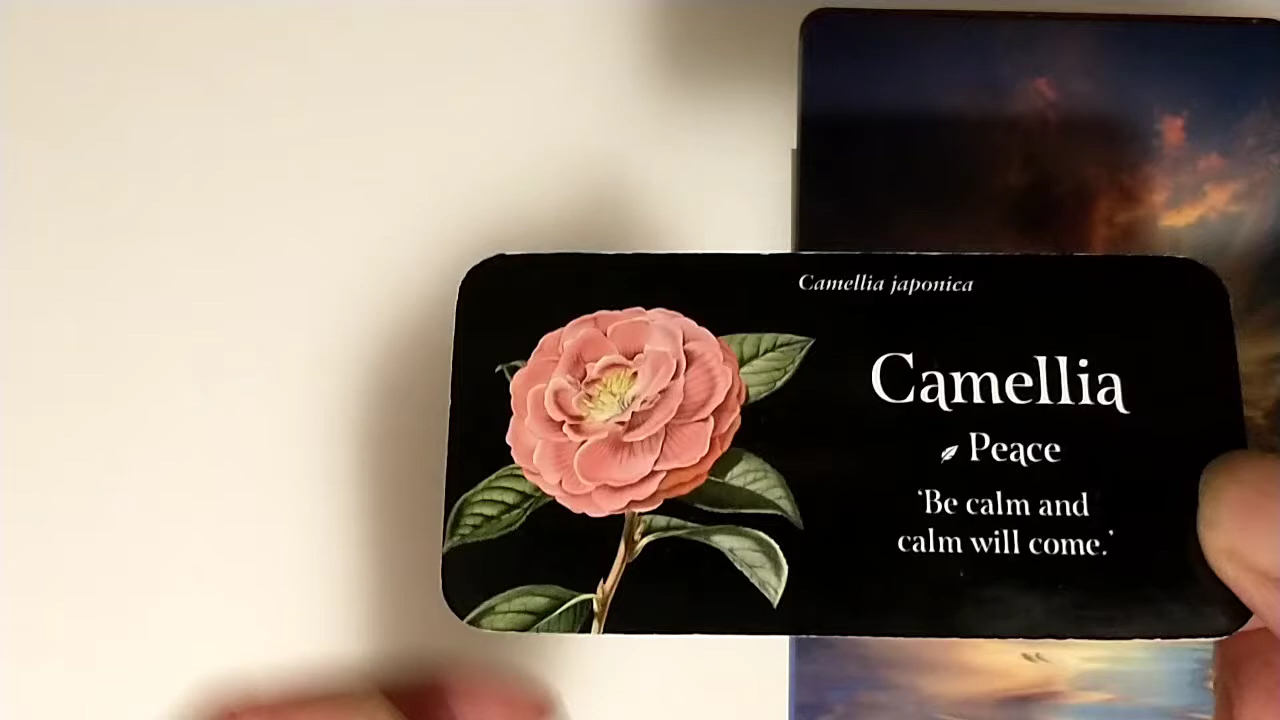 Camellia japonica
Camellia
Peace
'Be calm and
calm will come.'